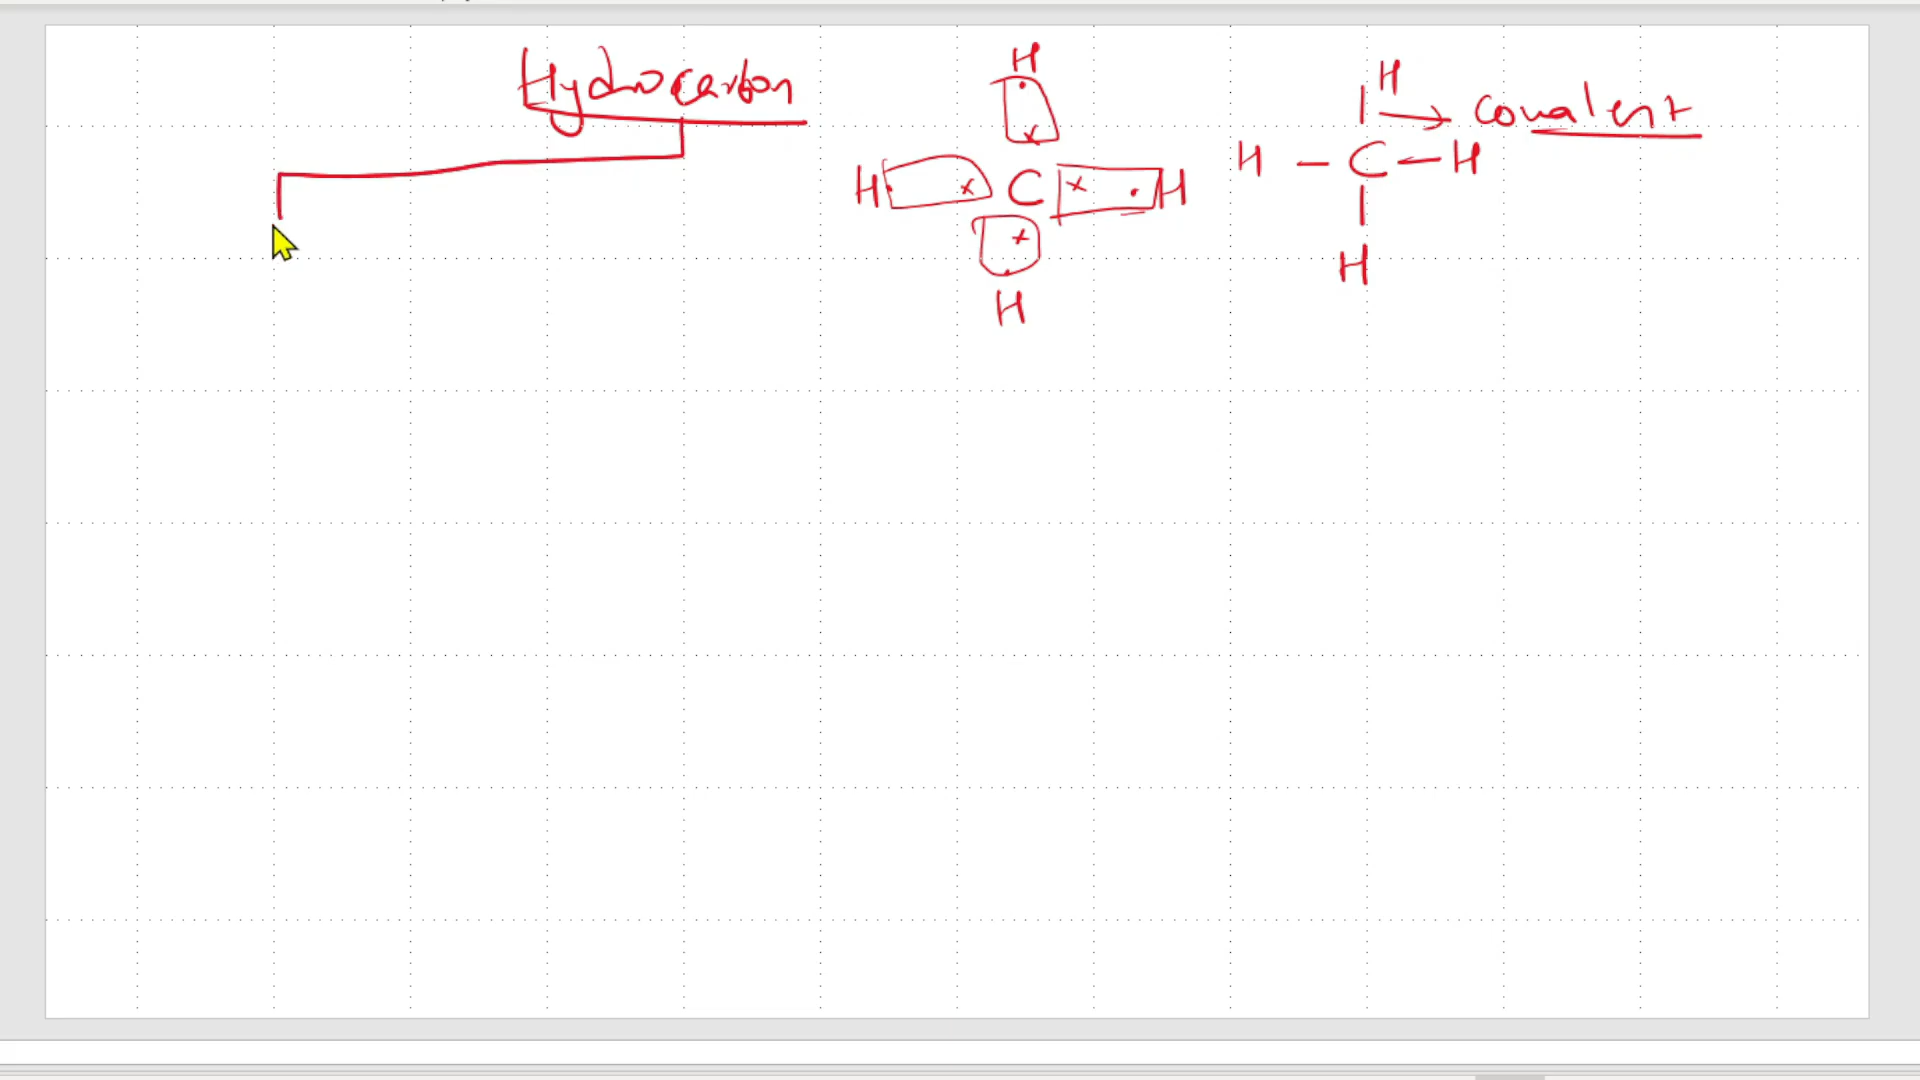 Hydrocarbon
H
H C H
H
H → covalent
H - C - H
H